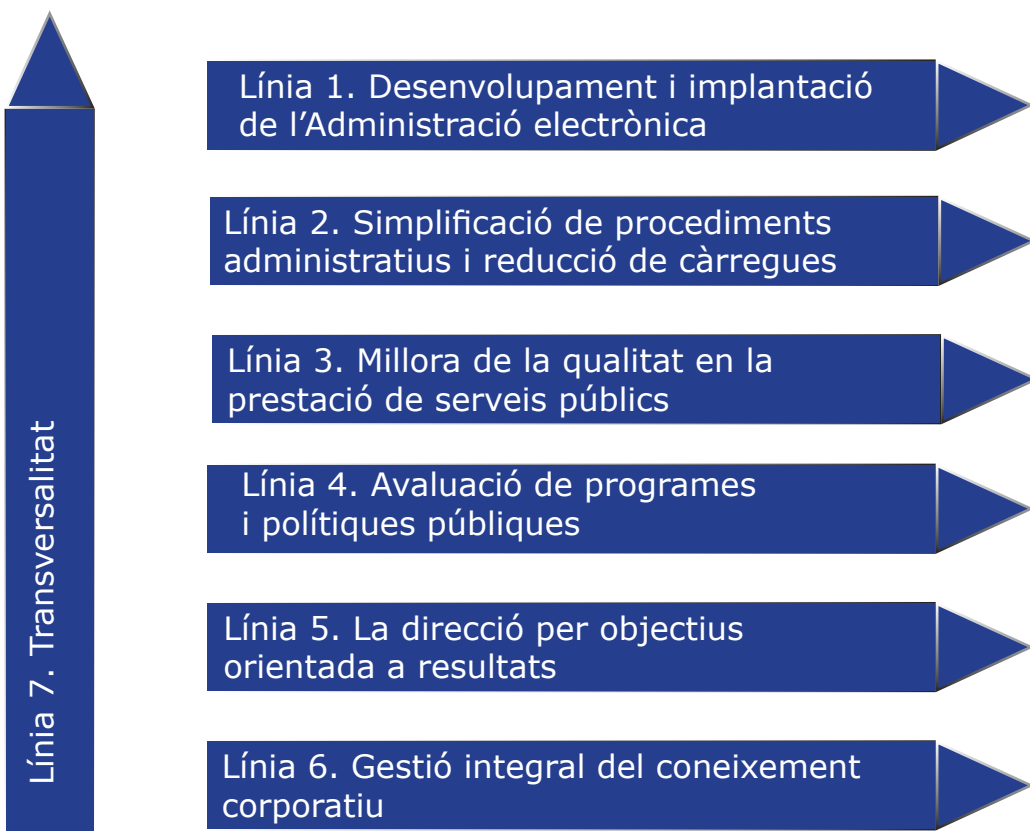 Línia 1. Desenvolupament i implantació
de l’Administració electrònica
Línia 2. Simplificació de procediments
administratius i reducció de càrregues
Línia 3. Millora de la qualitat en la
prestació de serveis públics
Línia 4. Avaluació de programes
i polítiques públiques
Línia 5. La direcció per objectius
orientada a resultats
Línia 6. Gestió integral del coneixement
corporatiu
Línia 7. Transversalitat